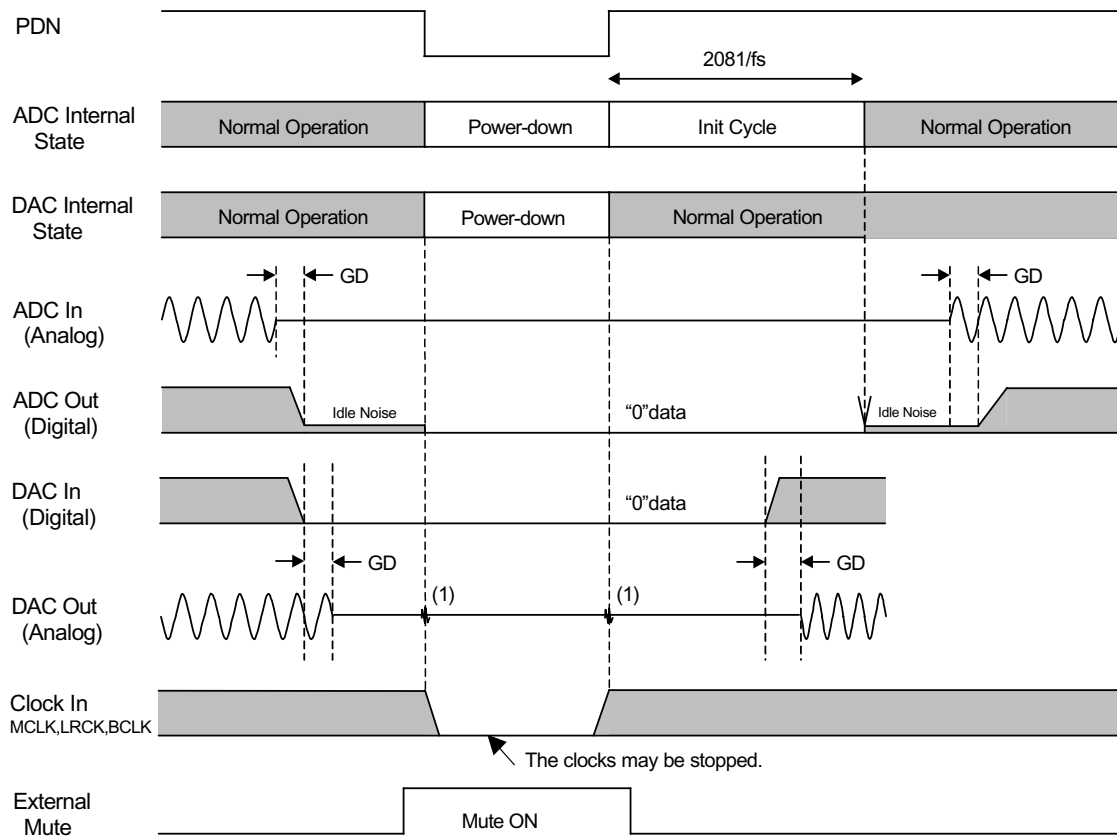 PDN
2081/fs
ADC Internal
State
Normal Operation
Power-down
Init Cycle
Normal Operation
DAC Internal
State
Normal Operation
Power-down
Normal Operation
GD
GD
ADC In
(Analog)
ADC Out
(Digital)
Idle Noise
“0”data
Idle Noise
DAC In
(Digital)
“0”data
GD
GD
DAC Out
(Analog)
(1)
(1)
Clock In
MCLK,LRCK,BCLK
The clocks may be stopped.
External
Mute
Mute ON